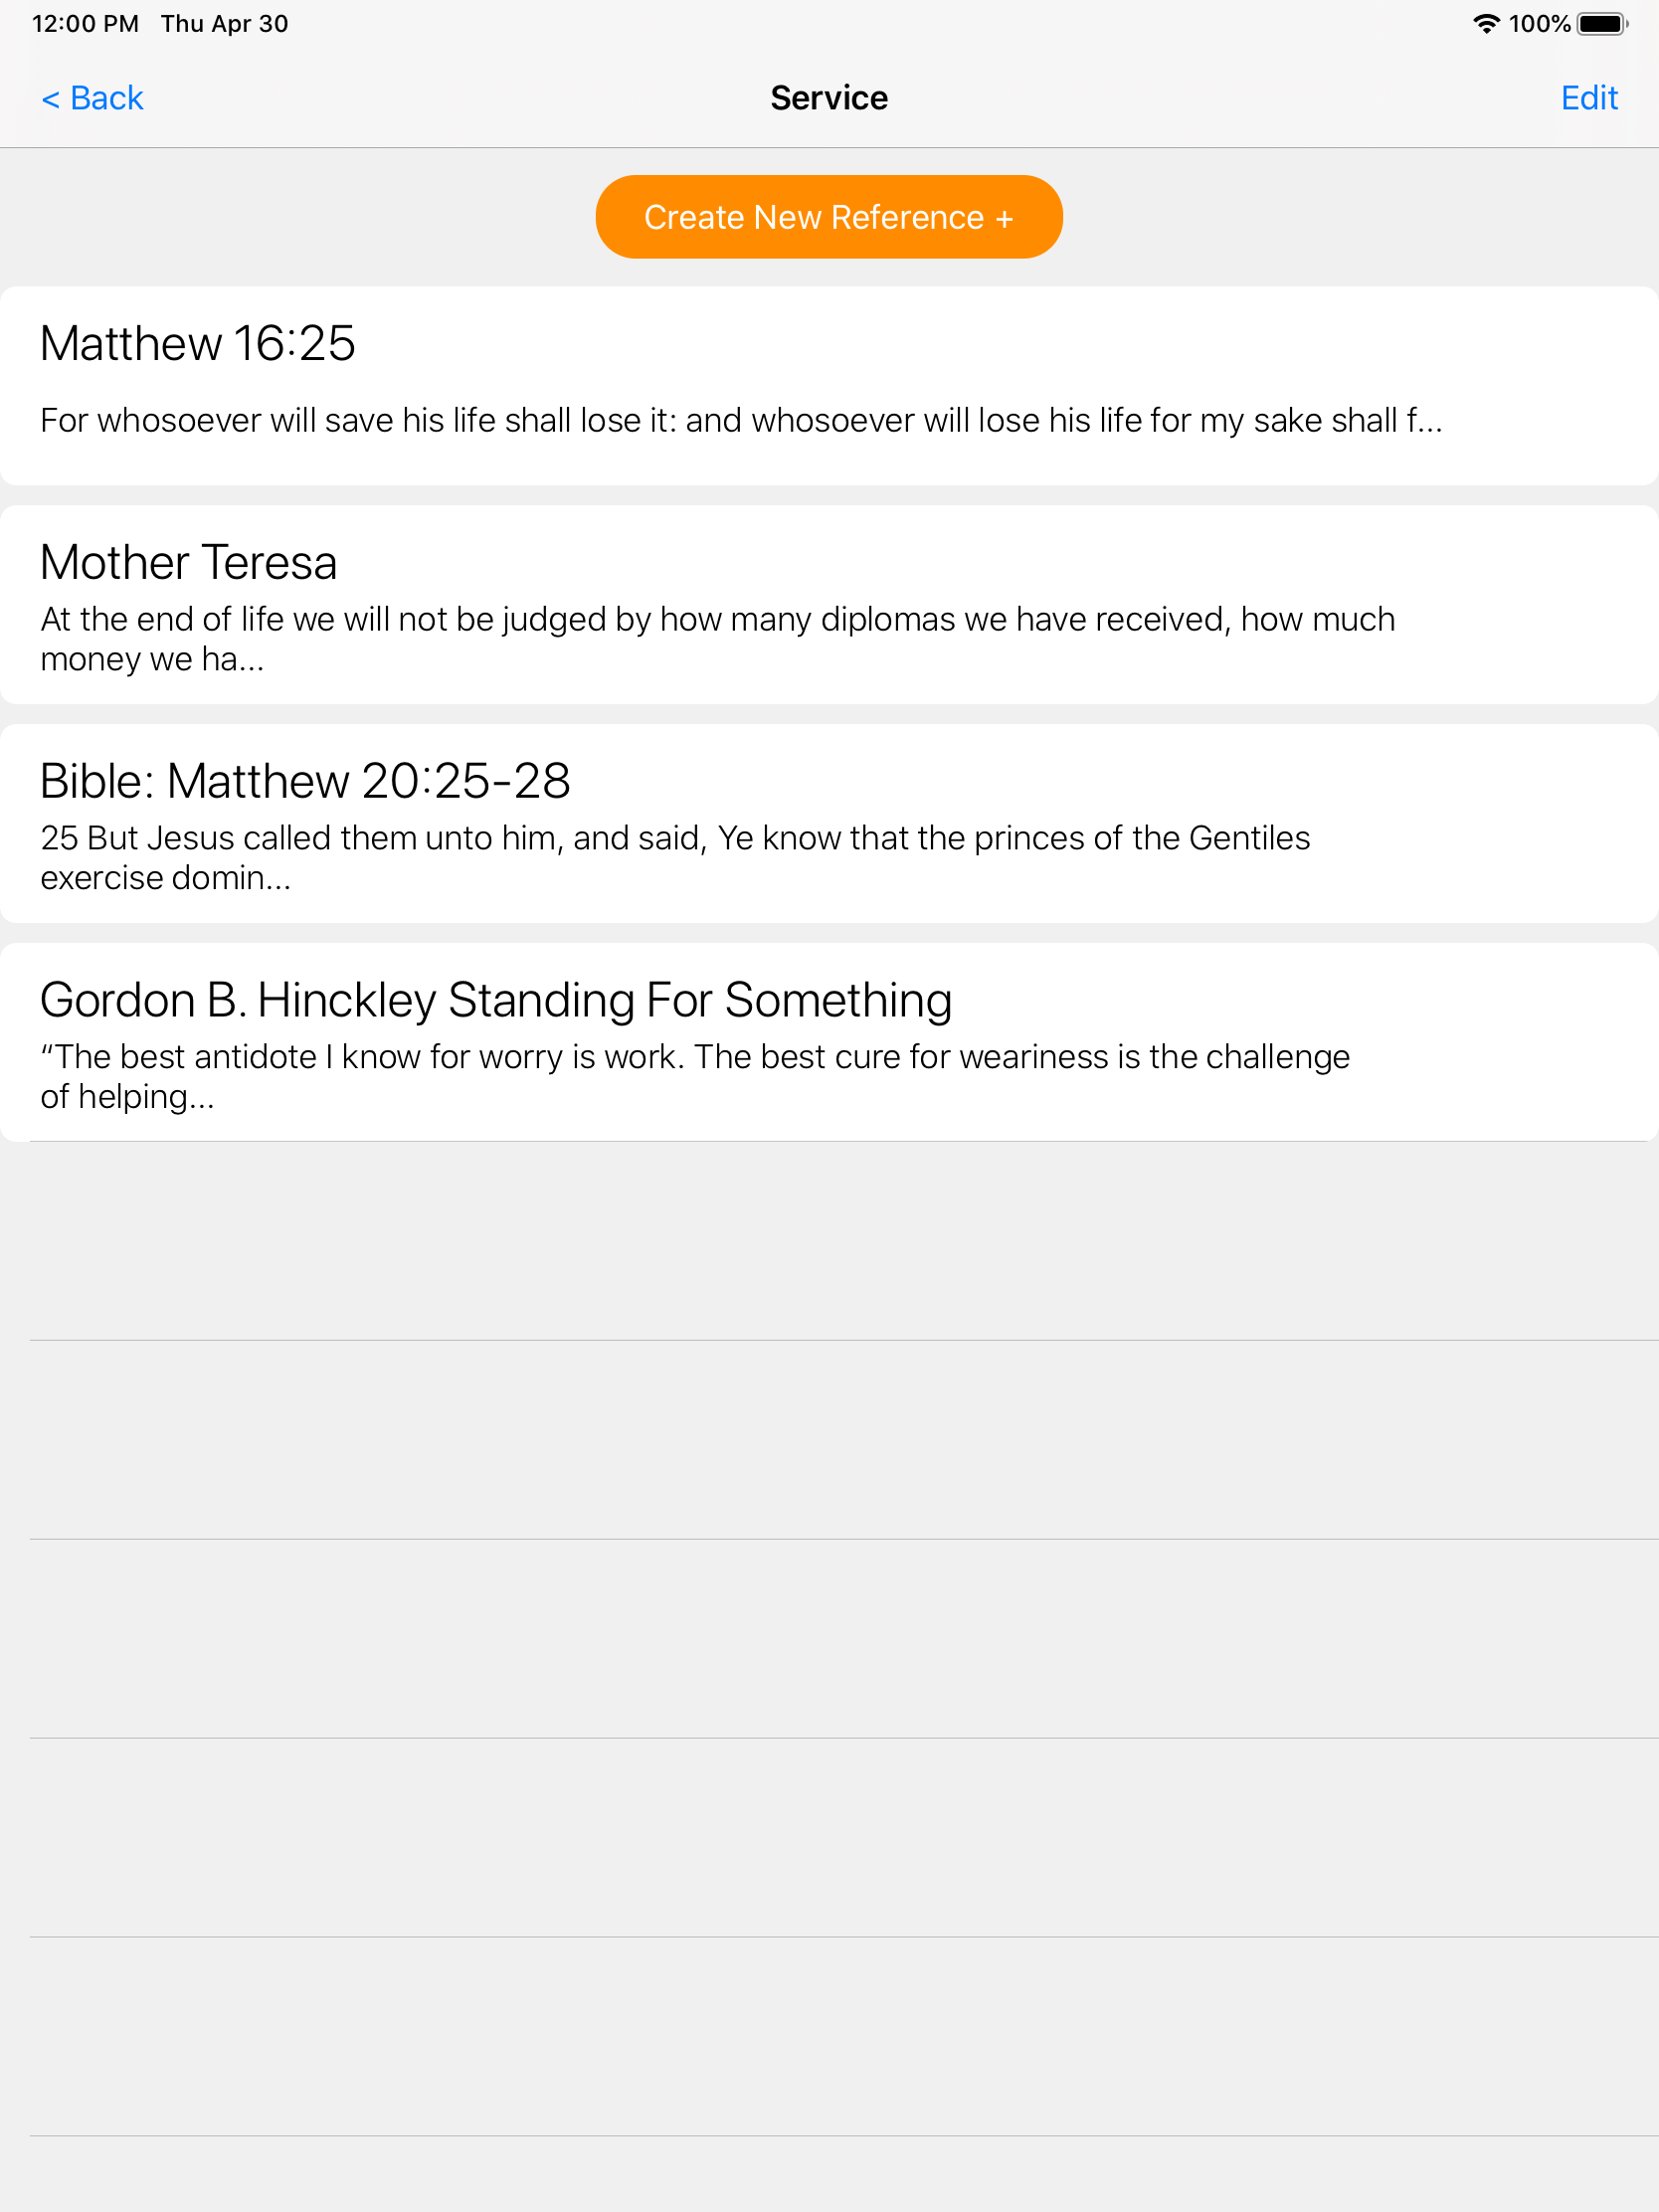 12:00 PM Thu Apr 30 100%
< Back Service Edit
Create New Reference +
Matthew 16:25
For whosoever will save his life shall lose it: and whosoever will lose his life for my sake shall f...
Mother Teresa
At the end of life we will not be judged by how many diplomas we have received, how much
money we ha...
Bible: Matthew 20:25-28
25 But Jesus called them unto him, and said, Ye know that the princes of the Gentiles
exercise domin...
Gordon B. Hinckley Standing For Something
“The best antidote I know for worry is work. The best cure for weariness is the challenge
of helping...